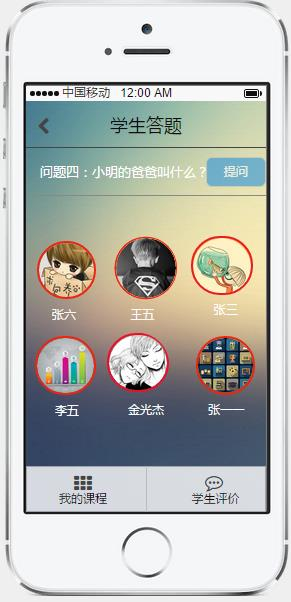 中国移动 12:00 AM
学生答题
问题四：小明的爸爸叫什么？ 提问
张六 王五 张三
李五 金光杰 张一一
我的课程 学生评价